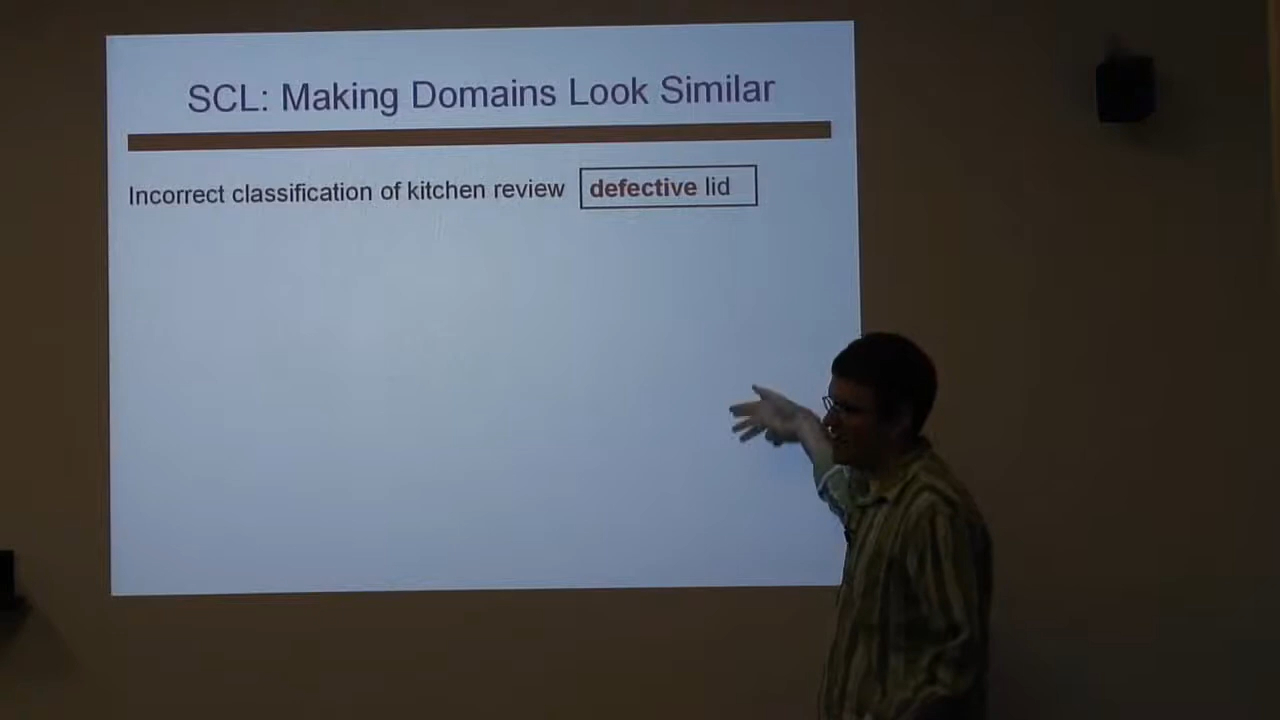 SCL: Making Domains Look Similar
Incorrect classification of kitchen review defective lid